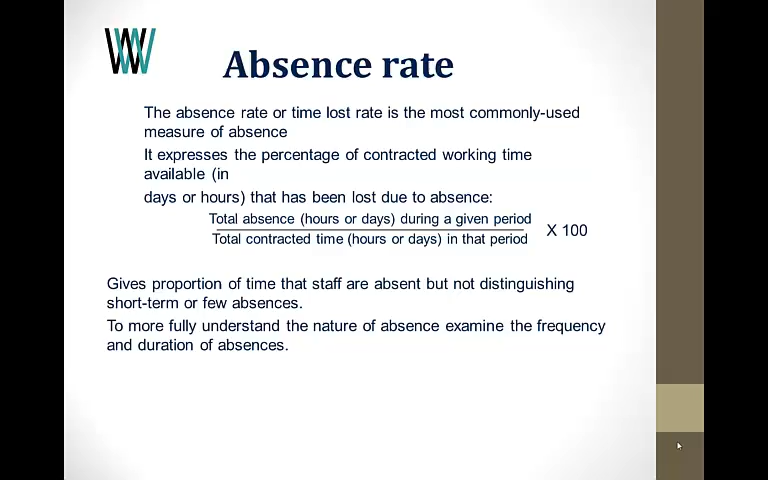 W
Absence rate
The absence rate or time lost rate is the most commonly-used
measure of absence
It expresses the percentage of contracted working time
available (in
days or hours) that has been lost due to absence:
Total absence (hours or days) during a given period
Total contracted time (hours or days) in that period
X 100
Gives proportion of time that staff are absent but not distinguishing
short-term or few absences.
To more fully understand the nature of absence examine the frequency
and duration of absences.